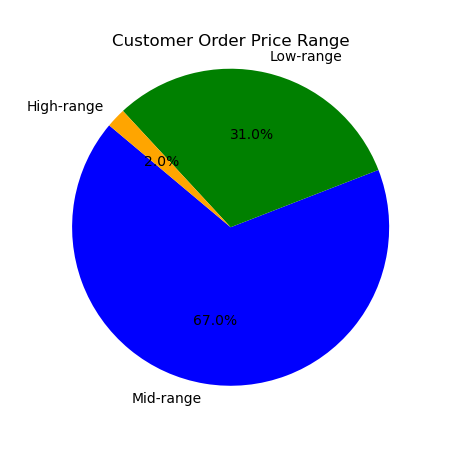 Customer Order Price Range
Low-range
High-range
31.0%
2.0%
67.0%
Mid-range